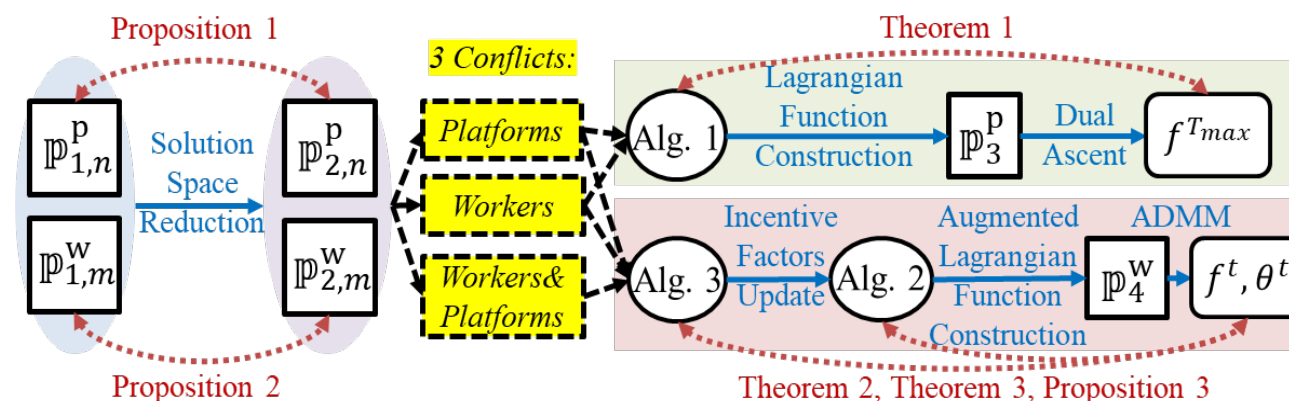 Proposition 1
ℙ^p_{1,n}
ℙ^w_{1,m}
Solution
Space
Reduction
ℙ^p_{2,n}
ℙ^w_{2,m}
Proposition 2
3 Conflicts:
Platforms
Workers
Workers&
Platforms
Theorem 1
Alg. 1
Lagrangian
Function
Construction
ℙ^p_3
Dual
Ascent
f^{T_{max}}
Alg. 3
Incentive
Factors
Update
Alg. 2
Augmented
Lagrangian
Function
Construction
ADMM
ℙ^w_4
f^t, θ^t
Theorem 2, Theorem 3, Proposition 3